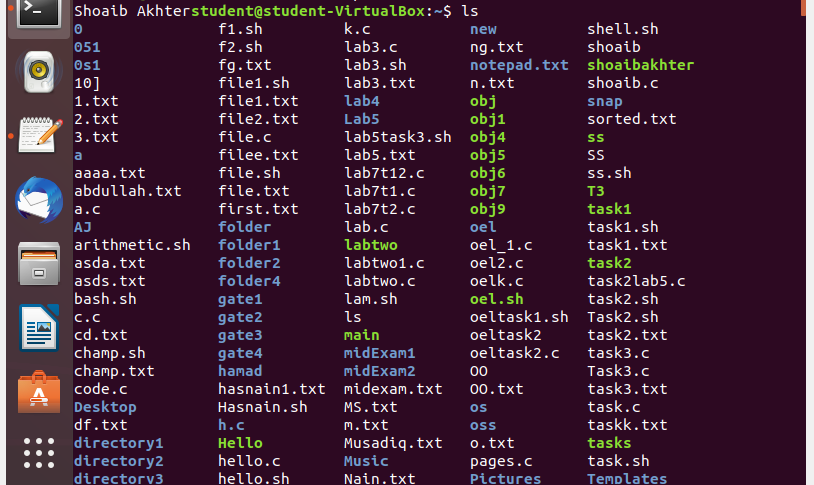 Shoaib Akhterstudent@student-VirtualBox:~$ ls
0 f1.sh k.c new shell.sh
051 f2.sh lab3.c ng.txt shoaib
0s1 fg.txt lab3.sh notepad.txt shoaibakhter
10] file1.sh lab3.txt n.txt shoaib.c
1.txt file1.txt lab4 obj snap
2.txt file2.txt Lab5 obj1 sorted.txt
3.txt file.c lab5task3.sh obj4 ss
a filee.txt lab5.txt obj5 SS
aaaa.txt file.sh lab7t12.c obj6 ss.sh
abdullah.txt file.txt lab7t1.c obj7 T3
a.c first.txt lab7t2.c obj9 task1
AJ folder lab.c oel task1.sh
arithmetic.sh folder1 labtwo oel_1.c task1.txt
asda.txt folder2 labtwo1.c oel2.c task2
asds.txt folder4 labtwo.c oelk.c task2lab5.c
bash.sh gate1 lam.sh oel.sh task2.sh
c.c gate2 ls oeltask1.sh Task2.sh
cd.txt gate3 main oeltask2 task2.txt
champ.sh gate4 midExam1 oeltask2.c task3.c
champ.txt hamad midExam2 OO Task3.c
code.c hasnain1.txt midexam.txt OO.txt task3.txt
Desktop Hasnain.sh MS.txt os task.c
df.txt h.c m.txt oss taskk.txt
directory1 Hello Musadiq.txt o.txt tasks
directory2 hello.c Music pages.c task.sh
directory3 hello.sh Nain.txt Pictures Templates